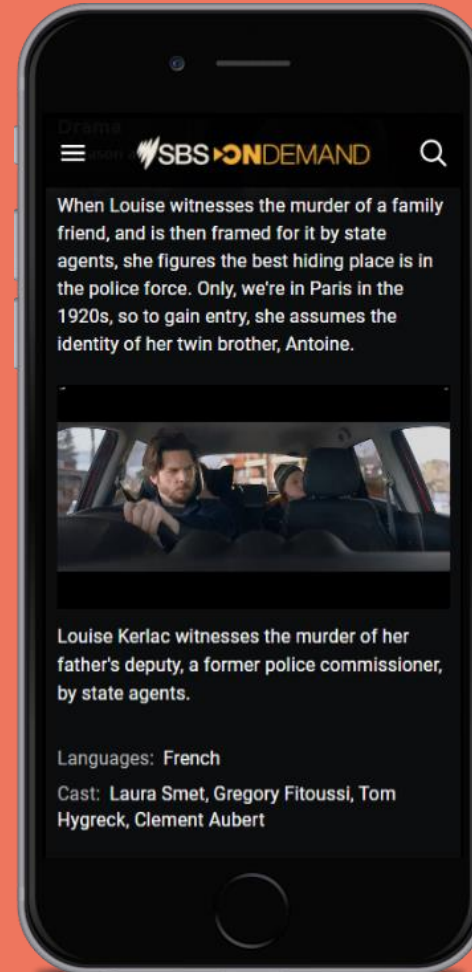 Drama
SBS ONDEMAND
When Louise witnesses the murder of a family
friend, and is then framed for it by state
agents, she figures the best hiding place is in
the police force. Only, we're in Paris in the
1920s, so to gain entry, she assumes the
identity of her twin brother, Antoine.
Louise Kerlac witnesses the murder of her
father's deputy, a former police commissioner,
by state agents.
Languages: French
Cast: Laura Smet, Gregory Fitoussi, Tom
Hygreck, Clement Aubert